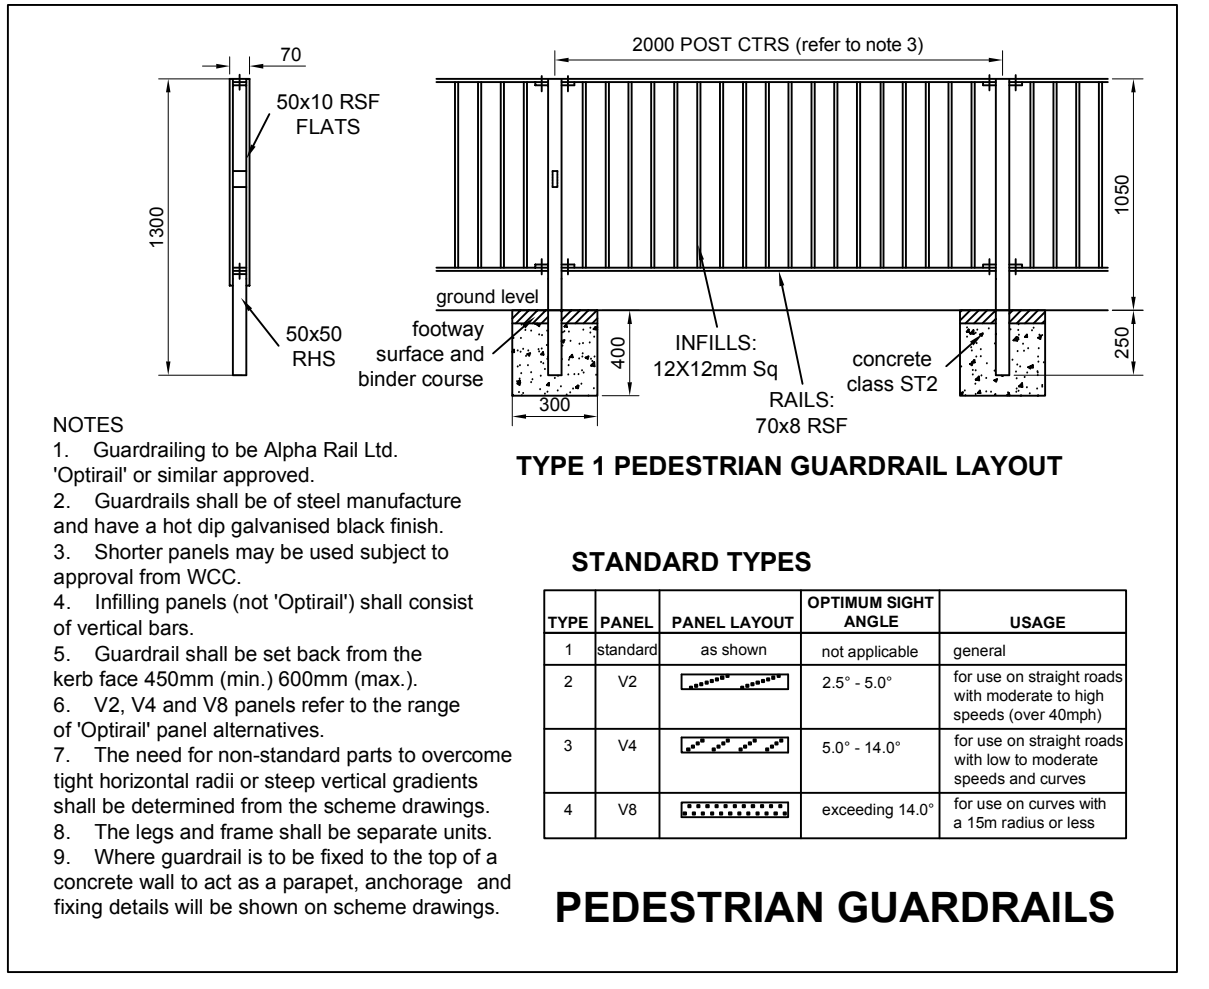 70
50x10 RSF
FLATS
1300
50x50
RHS
2000 POST CTRS (refer to note 3)
1050
250
ground level
footway
surface and
binder course
400
300
INFILLS:
12X12mm Sq
RAILS:
70x8 RSF
concrete
class ST2
TYPE 1 PEDESTRIAN GUARDRAIL LAYOUT
NOTES
1. Guardrailing to be Alpha Rail Ltd.
'Optirail' or similar approved.
2. Guardrails shall be of steel manufacture
and have a hot dip galvanised black finish.
3. Shorter panels may be used subject to
approval from WCC.
4. Infilling panels (not 'Optirail') shall consist
of vertical bars.
5. Guardrail shall be set back from the
kerb face 450mm (min.) 600mm (max.).
6. V2, V4 and V8 panels refer to the range
of 'Optirail' panel alternatives.
7. The need for non-standard parts to overcome
tight horizontal radii or steep vertical gradients
shall be determined from the scheme drawings.
8. The legs and frame shall be separate units.
9. Where guardrail is to be fixed to the top of a
concrete wall to act as a parapet, anchorage and
fixing details will be shown on scheme drawings.
STANDARD TYPES
TYPE PANEL PANEL LAYOUT OPTIMUM SIGHT
ANGLE USAGE
1 standard as shown not applicable general
2 V2 2.5° - 5.0° for use on straight roads
with moderate to high
speeds (over 40mph)
3 V4 5.0° - 14.0° for use on straight roads
with low to moderate
speeds and curves
4 V8 exceeding 14.0° for use on curves with
a 15m radius or less
PEDESTRIAN GUARDRAILS